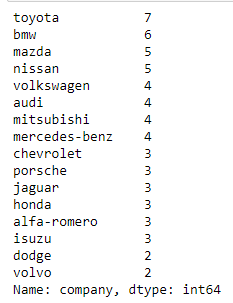 toyota 7
bmw 6
mazda 5
nissan 5
volkswagen 4
audi 4
mitsubishi 4
mercedes-benz 4
chevrolet 3
porsche 3
jaguar 3
honda 3
alfa-romero 3
isuzu 3
dodge 2
volvo 2
Name: company, dtype: int64